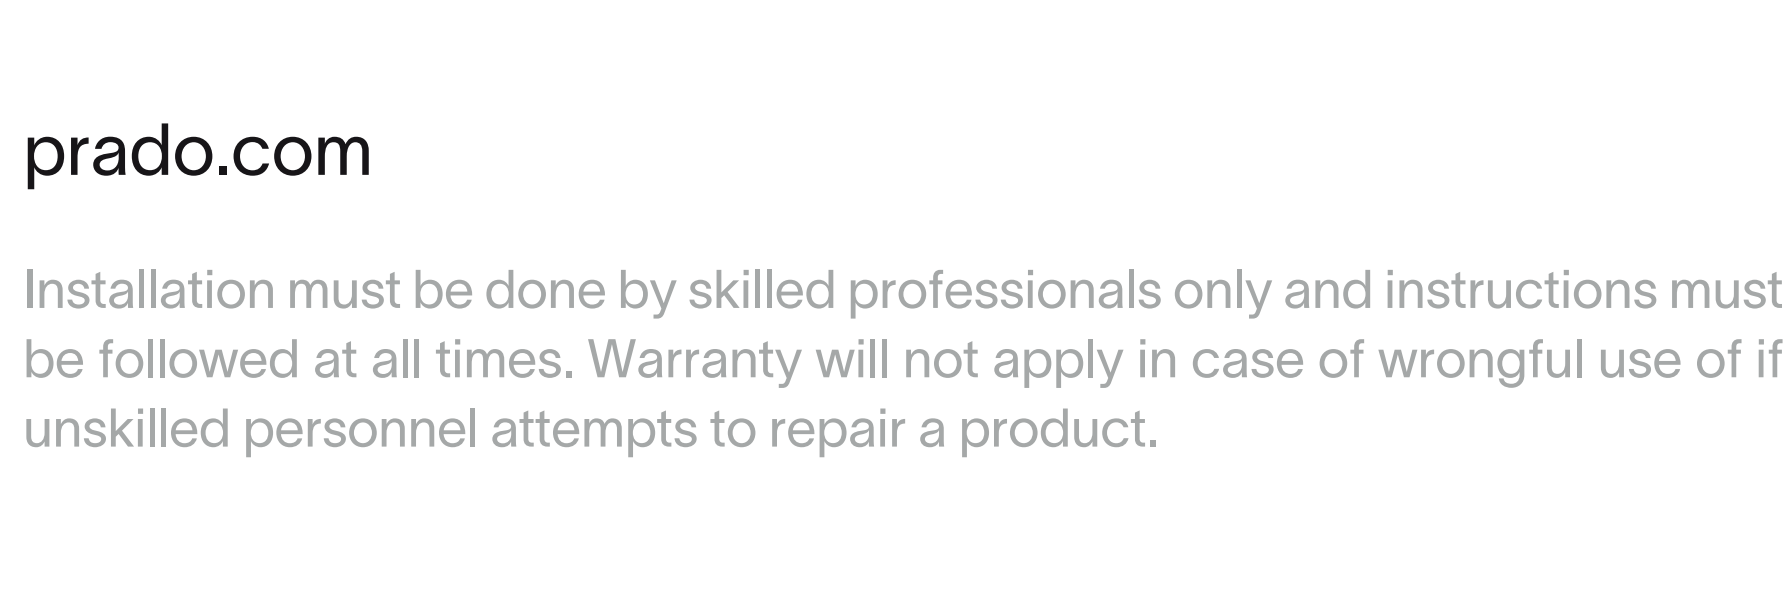 prado.com
Installation must be done by skilled professionals only and instructions must
be followed at all times. Warranty will not apply in case of wrongful use of if
unskilled personnel attempts to repair a product.